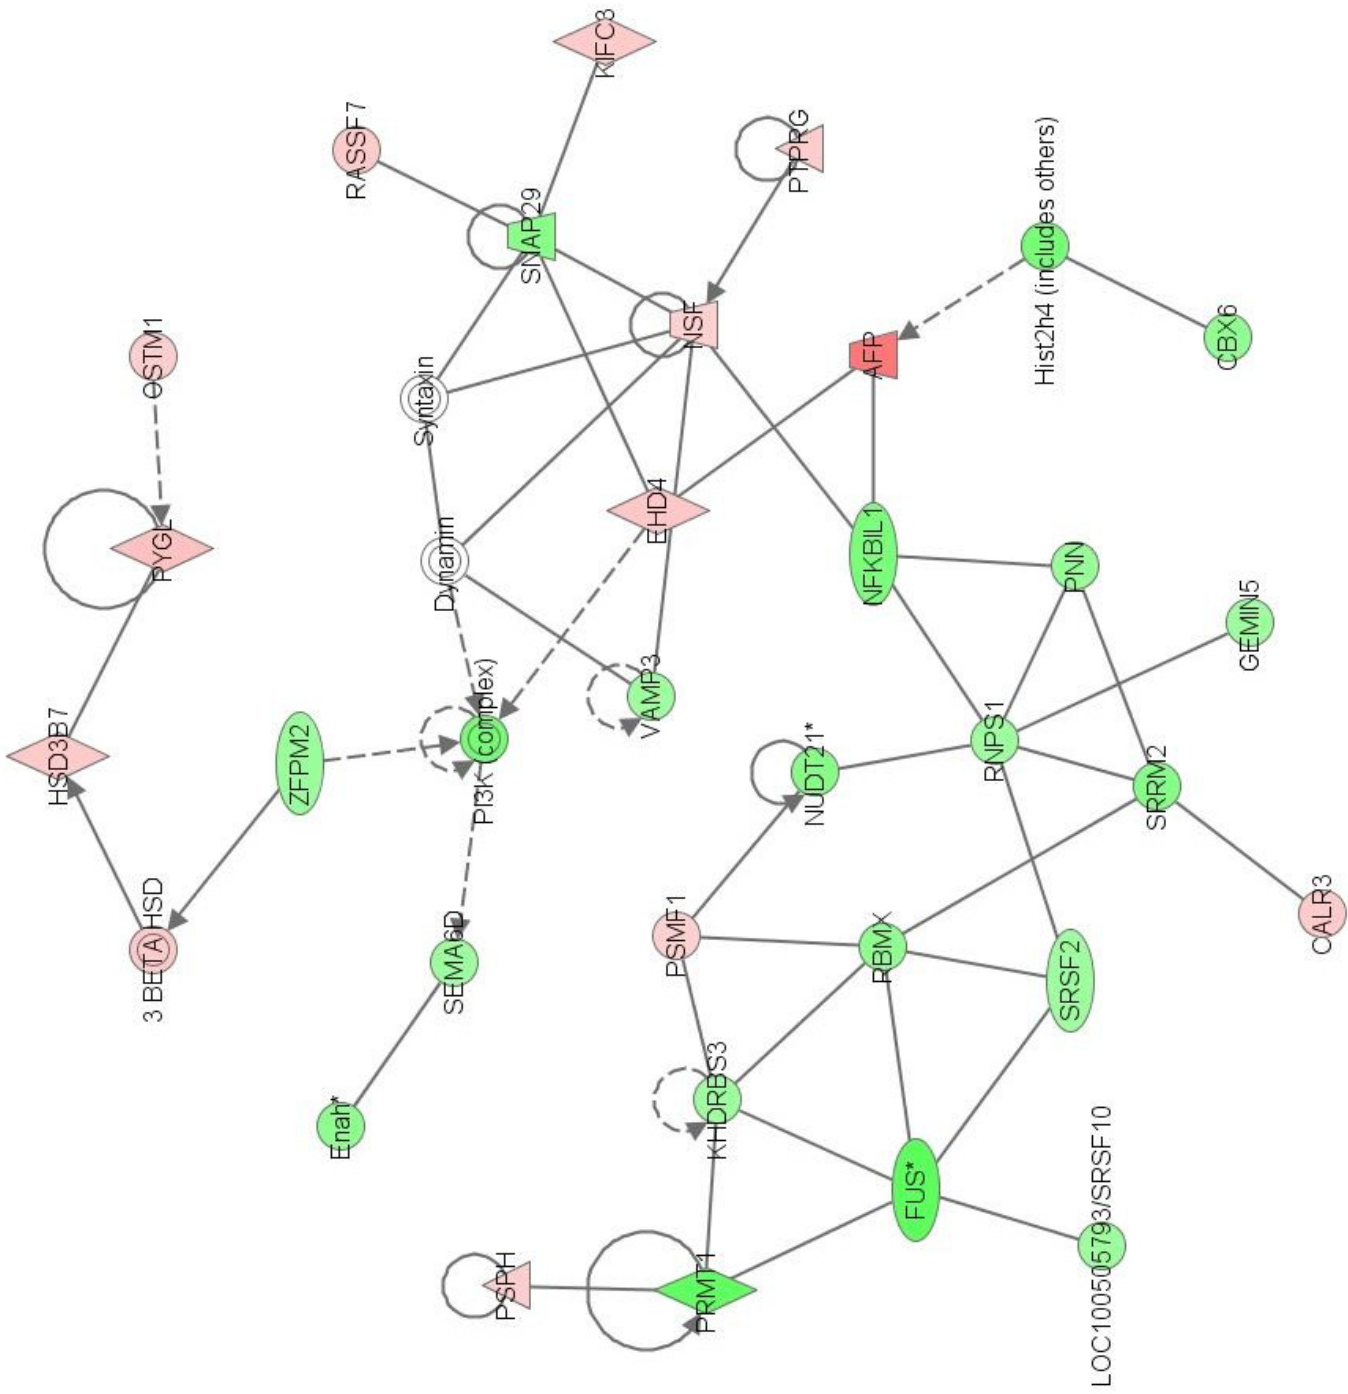 KIFC3
RASSF7
PTPRG
SNAP29
Hist2h4 (includes others)
OSTM1
NSF
CBX6
AFP
Syntaxin
PYGL
Dynamin
EHD4
NFKBIL1
PNN
GEMIN5
VAMP3
HSD3B7
ZFPM2
PI3K (complex)
NUDT21*
RNPS1
SRRM2
CALR3
3 BETA HSD
SEMA6D
PSMF1
RBMX
SRSF2
Enah*
KHDRBS3
FUS*
LOC100505793/SRSF10
PSPH
PRMT1